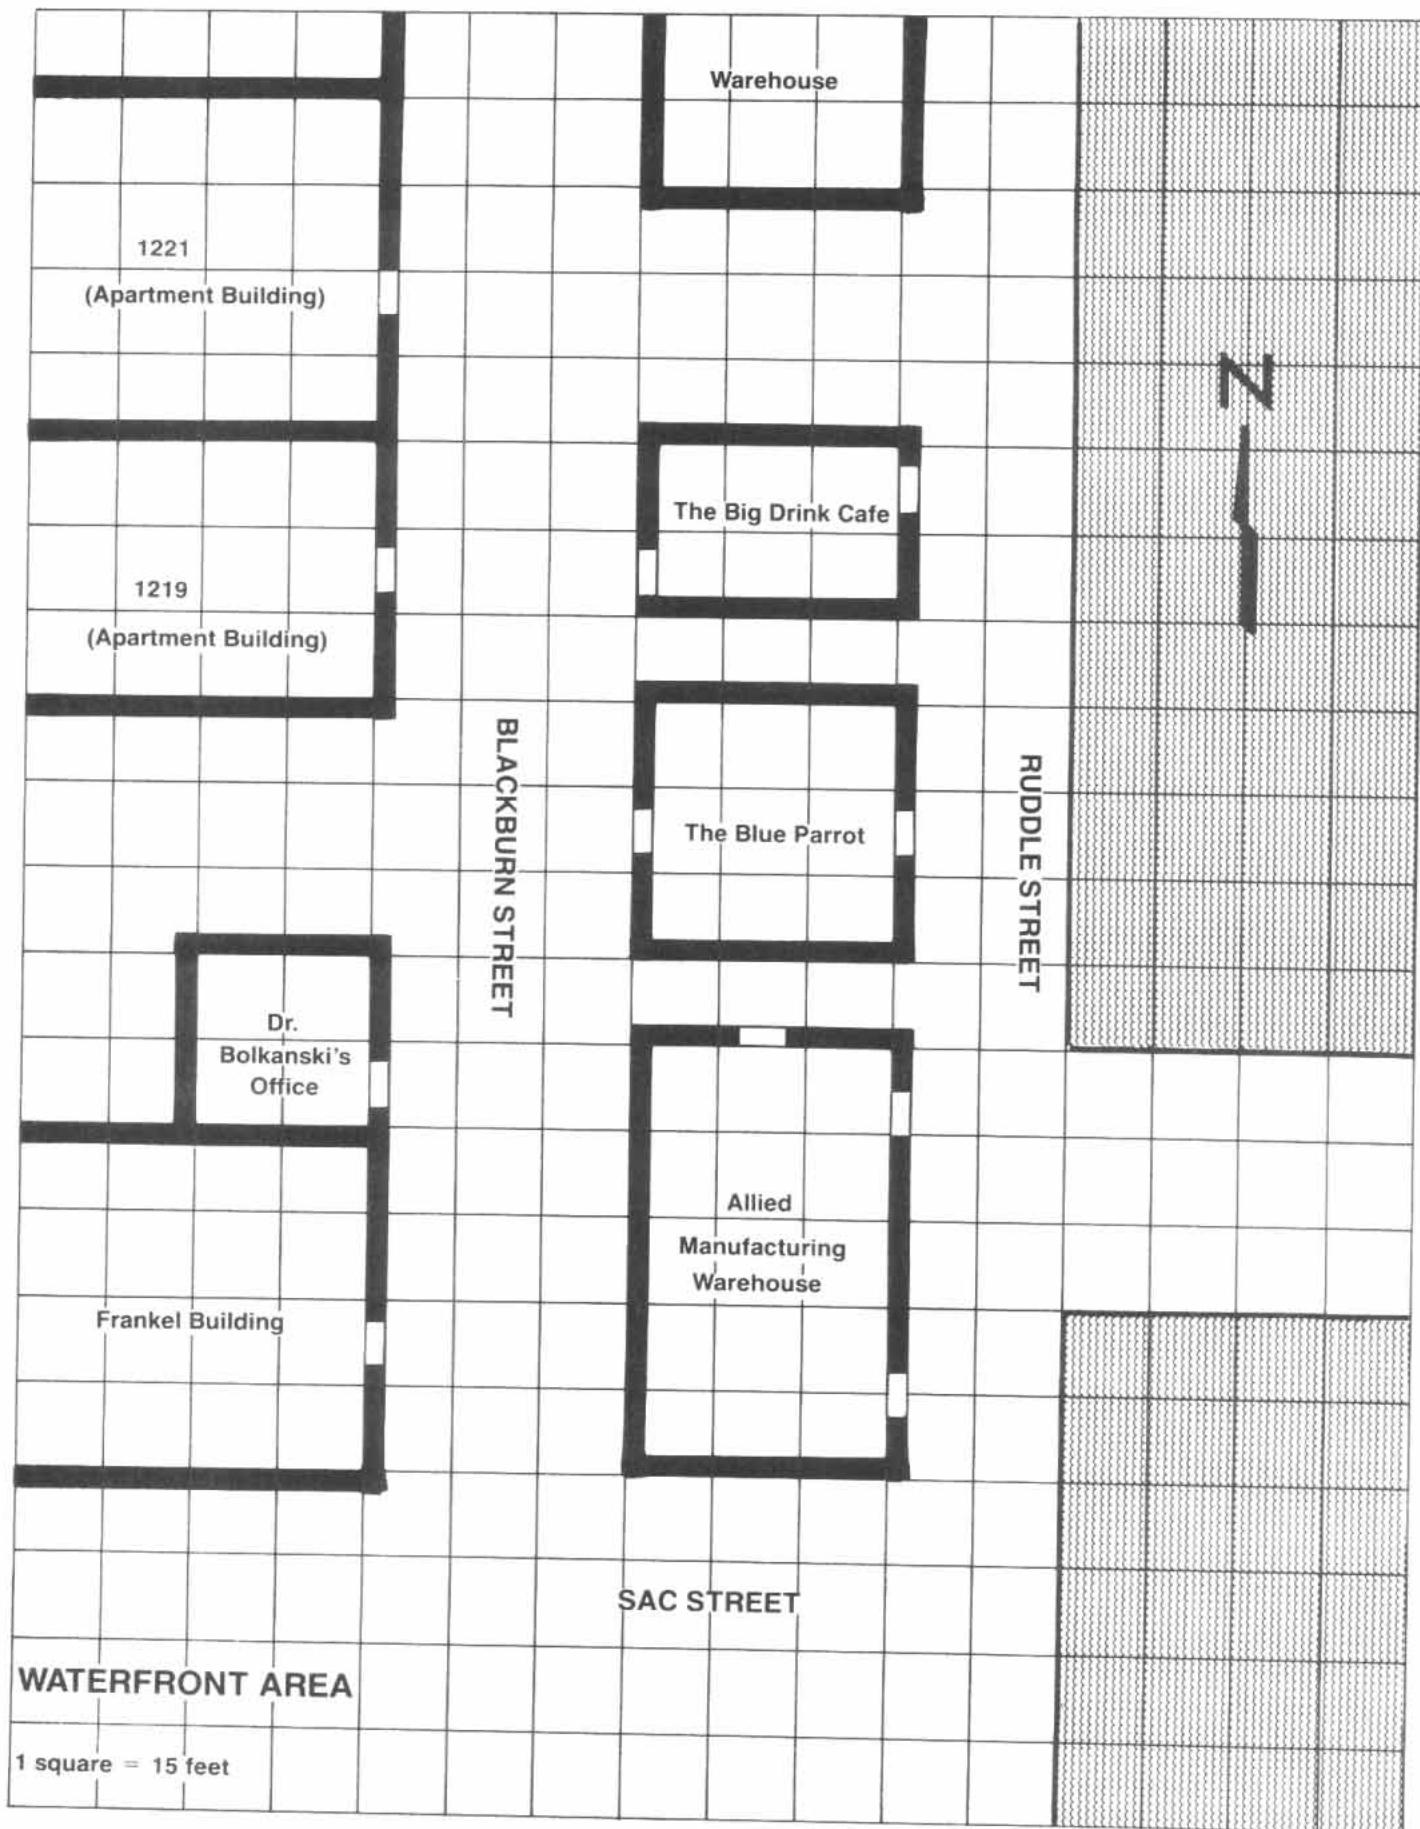 Warehouse
1221
(Apartment Building)
N
The Big Drink Cafe
1219
(Apartment Building)
BLACKBURN STREET
RUDDLE STREET
The Blue Parrot
Dr.
Bolkanski's
Office
Allied
Manufacturing
Warehouse
Frankel Building
SAC STREET
WATERFRONT AREA
1 square = 15 feet